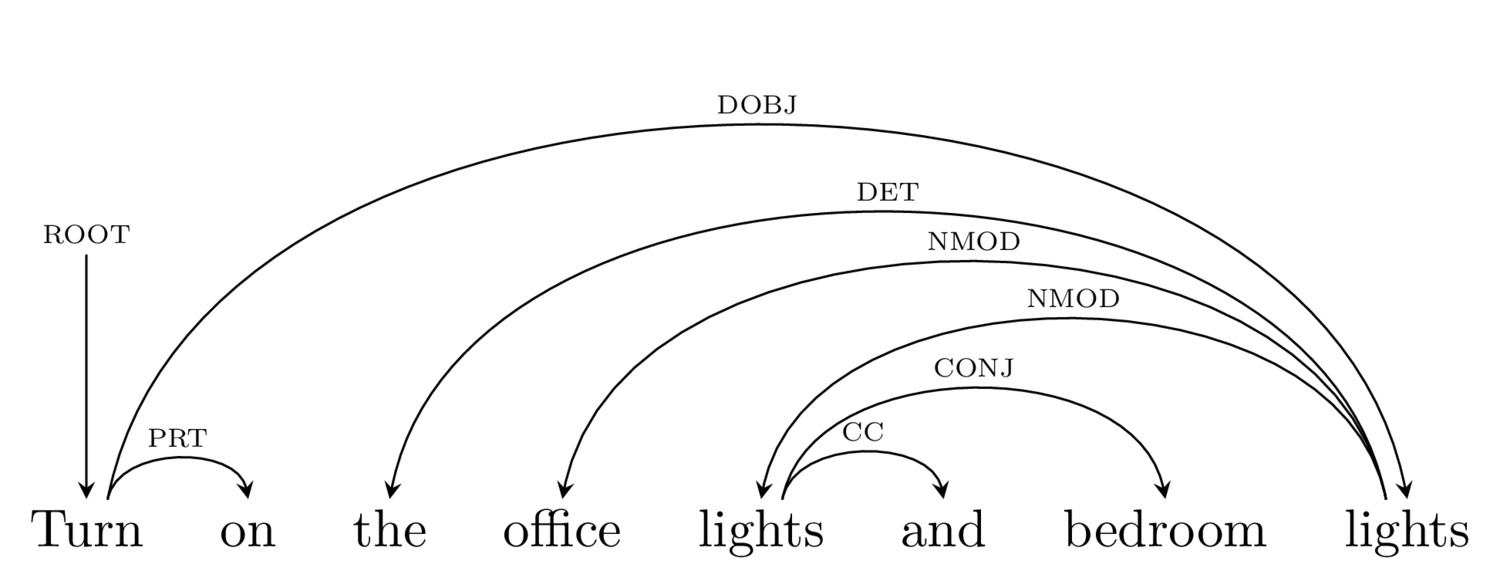 DOBJ
DET
ROOT
NMOD
NMOD
CONJ
PRT
CC
Turn on the office lights and bedroom lights